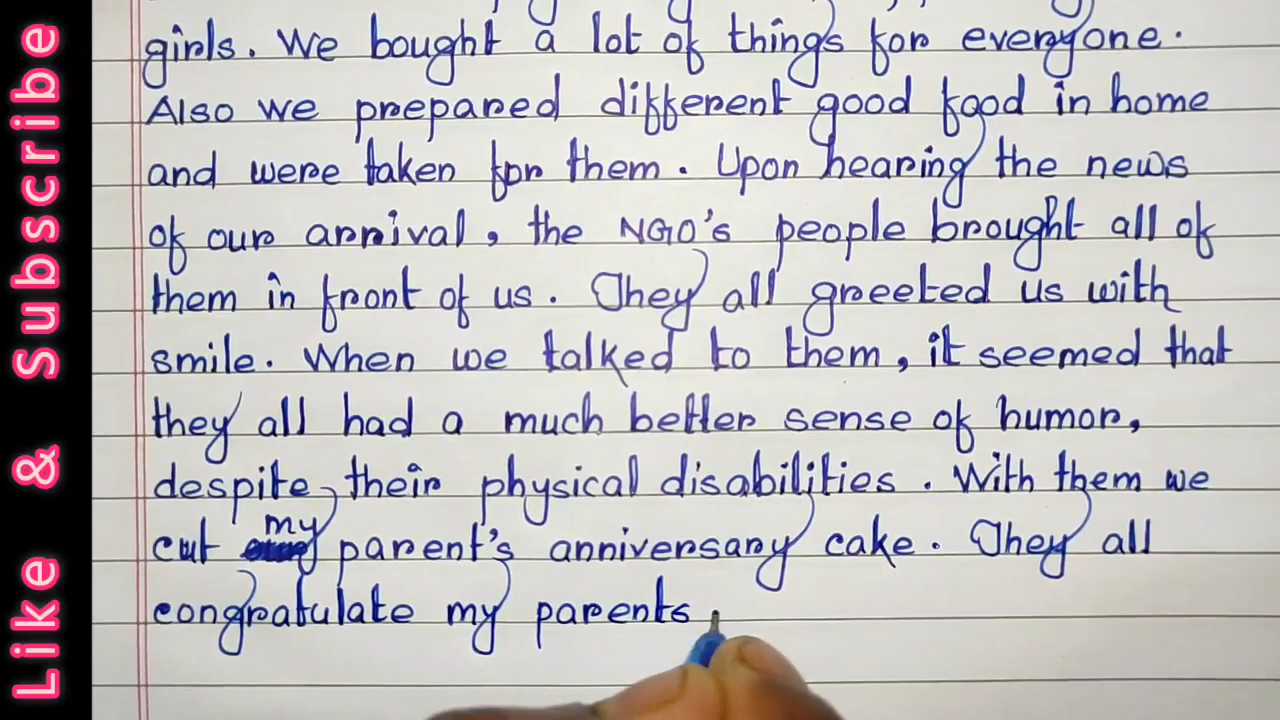 Like & Subscribe
girls. We bought a lot of things for everyone.
Also we prepared different good food in home
and were taken for them. Upon hearing the news
of our arrival, the NGO's people brought all of
them in front of us. They all greeted us with
smile. When we talked to them, it seemed that
they all had a much better sense of humor,
despite their physical disabilities. With them we
cut my parent's anniversary cake. They all
congratulate my parents